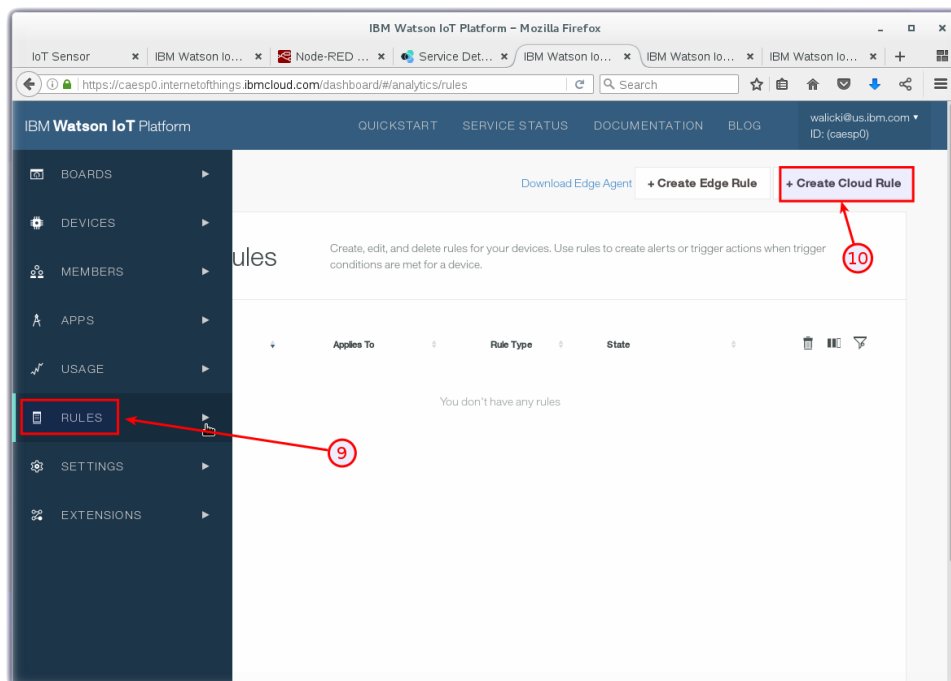 IBM Watson IoT Platform – Mozilla Firefox
IoT Sensor
IBM Watson Io...
Node-RED ...
Service Det...
IBM Watson Io...
IBM Watson Io...
IBM Watson Io...
https://caesp0.internetofthings.ibmcloud.com/dashboard/#/analytics/rules
Search
IBM Watson IoT Platform
QUICKSTART
SERVICE STATUS
DOCUMENTATION
BLOG
walicki@us.ibm.com
ID: (caesp0)
BOARDS
DEVICES
MEMBERS
APPS
USAGE
RULES
SETTINGS
EXTENSIONS
Download Edge Agent
+ Create Edge Rule
+ Create Cloud Rule
10
ules
Create, edit, and delete rules for your devices. Use rules to create alerts or trigger actions when trigger
conditions are met for a device.
Applies To
Rule Type
State
You don't have any rules
9